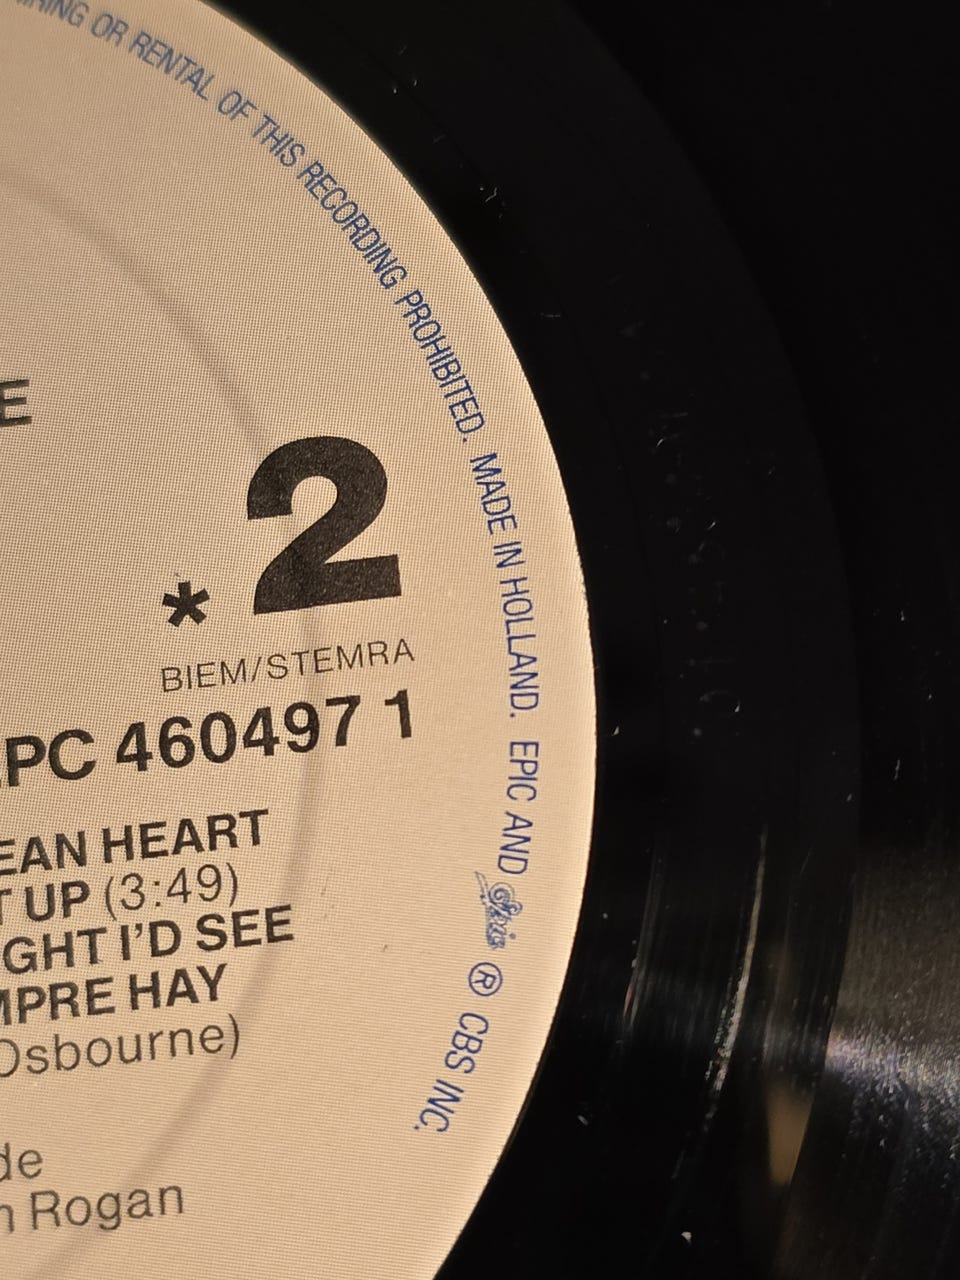 OR RENTAL OF THIS RECORDING PROHIBITED. MADE IN HOLLAND. EPIC AND Epic ® CBS INC.
E
* 2
BIEM/STEMRA
PC 460497 1
EAN HEART
T UP (3:49)
GHT I'D SEE
MPRE HAY
Osbourne)
de
n Rogan